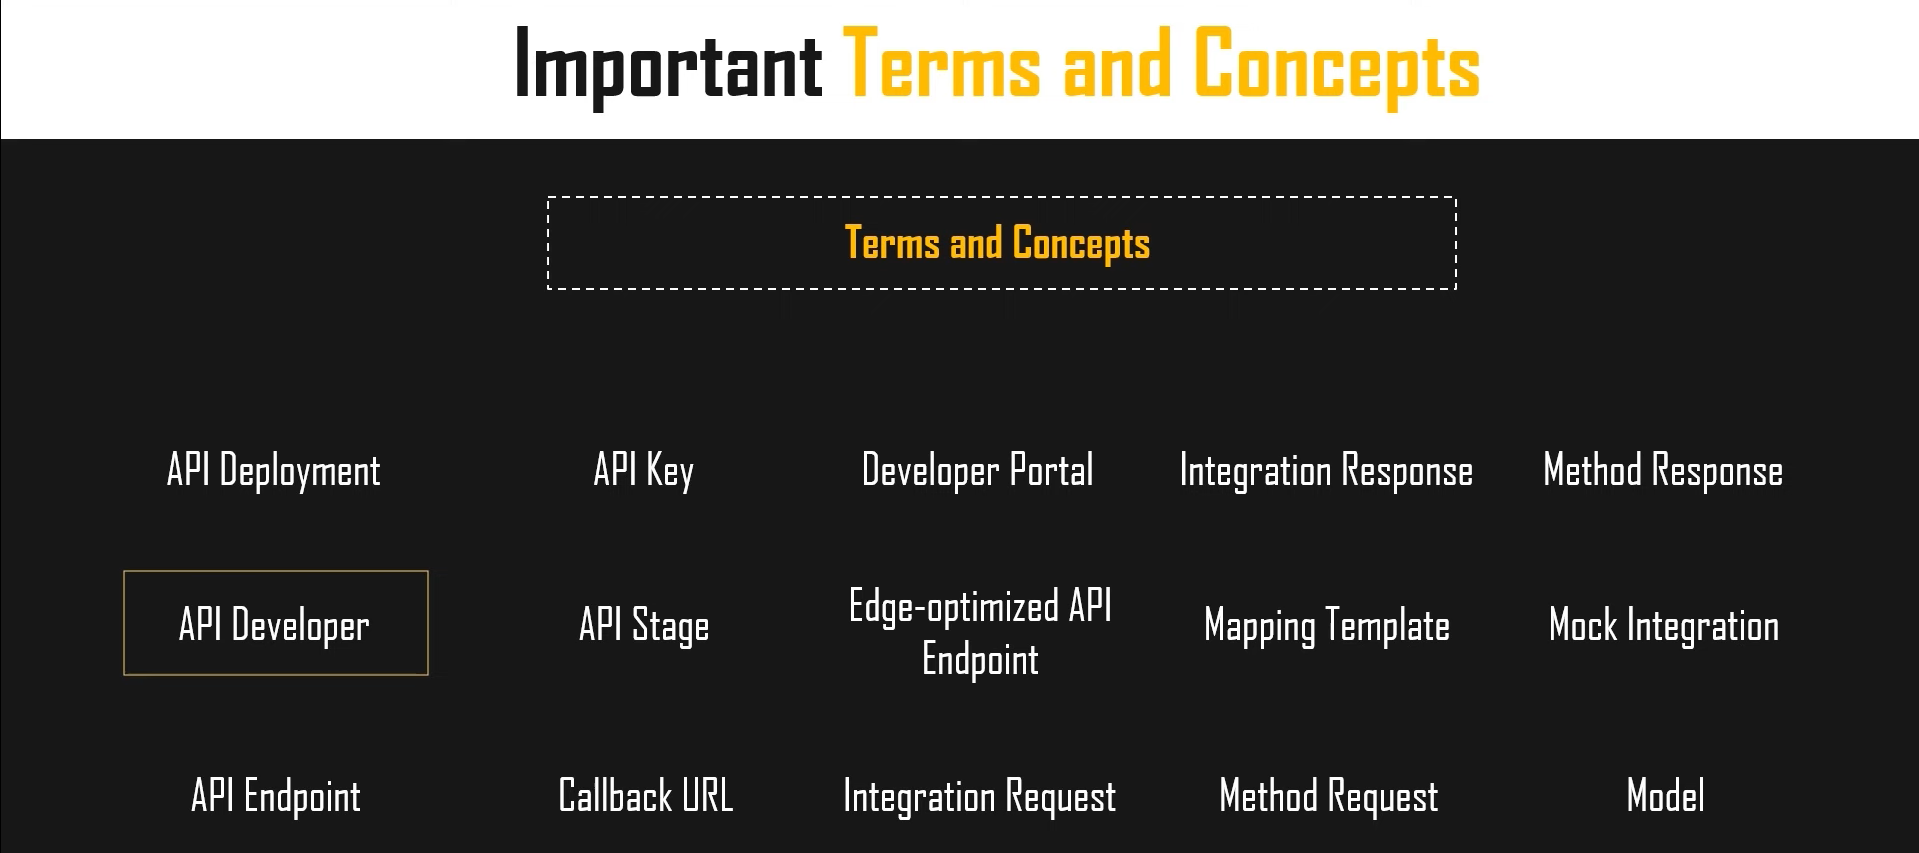 Important Terms and Concepts
Terms and Concepts
API Deployment
API Key
Developer Portal
Integration Response
Method Response
API Developer
API Stage
Edge-optimized API
Endpoint
Mapping Template
Mock Integration
API Endpoint
Callback URL
Integration Request
Method Request
Model